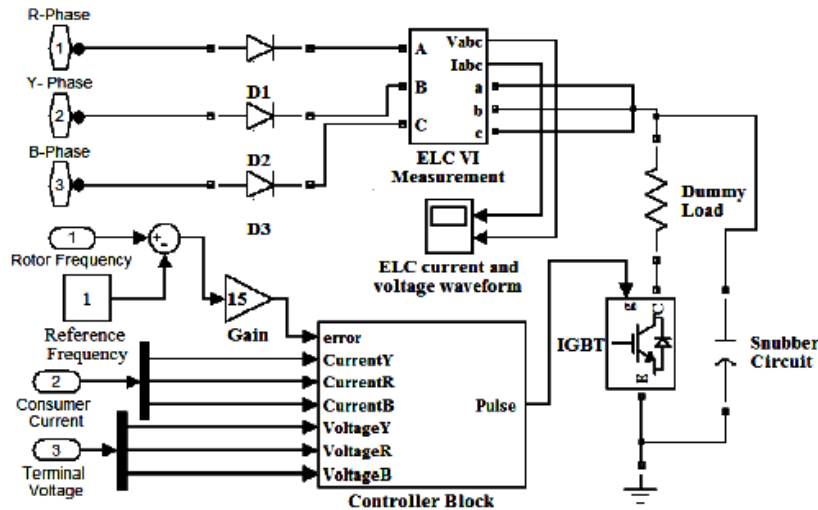 R-Phase
1
Y- Phase
2
B-Phase
3
D1
D2
D3
A
B
C
Vabc
Iabc
a
b
c
ELC VI
Measurement
Dummy
Load
ELC current and
voltage waveform
1
Rotor Frequency
+
-
1
Reference
Frequency
15
Gain
2
Consumer
Current
3
Terminal
Voltage
error
CurrentY
CurrentR
CurrentB
VoltageY
VoltageR
VoltageB
Pulse
Controller Block
IGBT
g
C
E
Snubber
Circuit